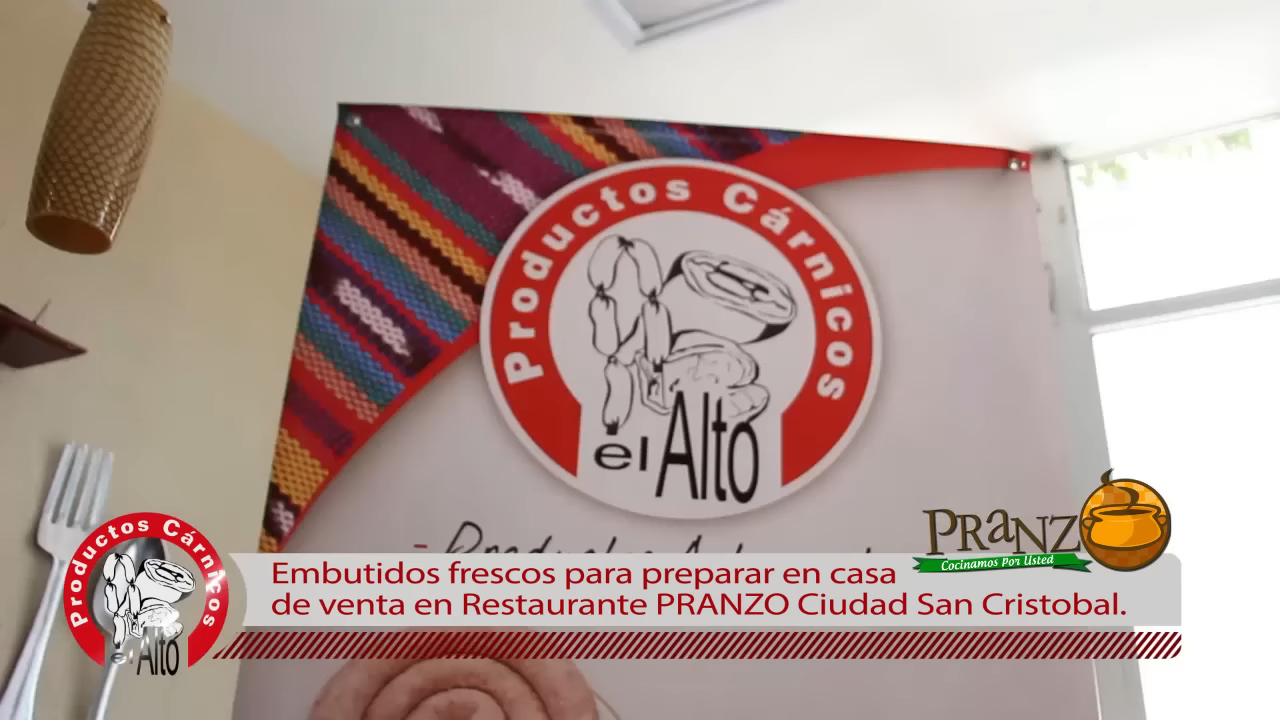 Productos Cárnicos
el Alto
PRANZO
Cocinamos Por Usted
Productos Cárnicos
el Alto
Embutidos frescos para preparar en casa
de venta en Restaurante PRANZO Ciudad San Cristobal.